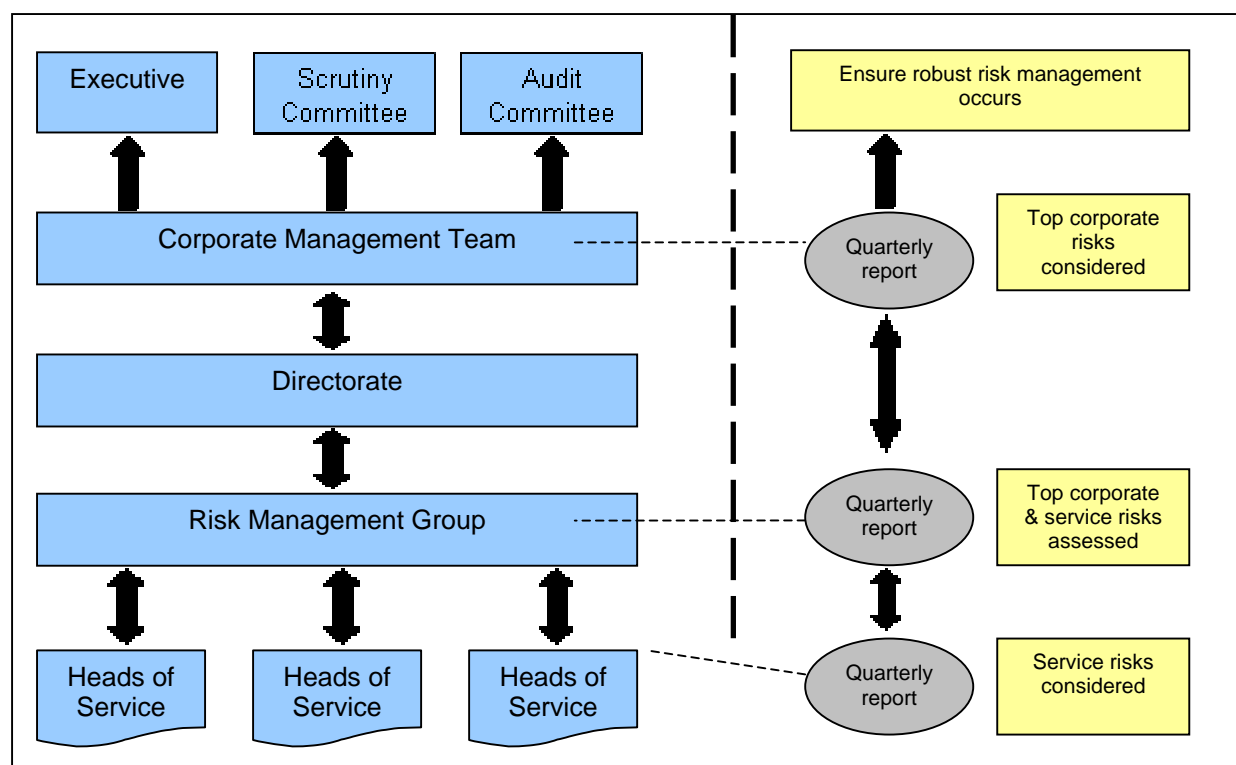 Executive
Scrutiny
Committee
Audit
Committee
Ensure robust risk management
occurs
Corporate Management Team
Quarterly
report
Top corporate
risks
considered
Directorate
Risk Management Group
Quarterly
report
Top corporate
& service risks
assessed
Heads of
Service
Heads of
Service
Heads of
Service
Quarterly
report
Service risks
considered